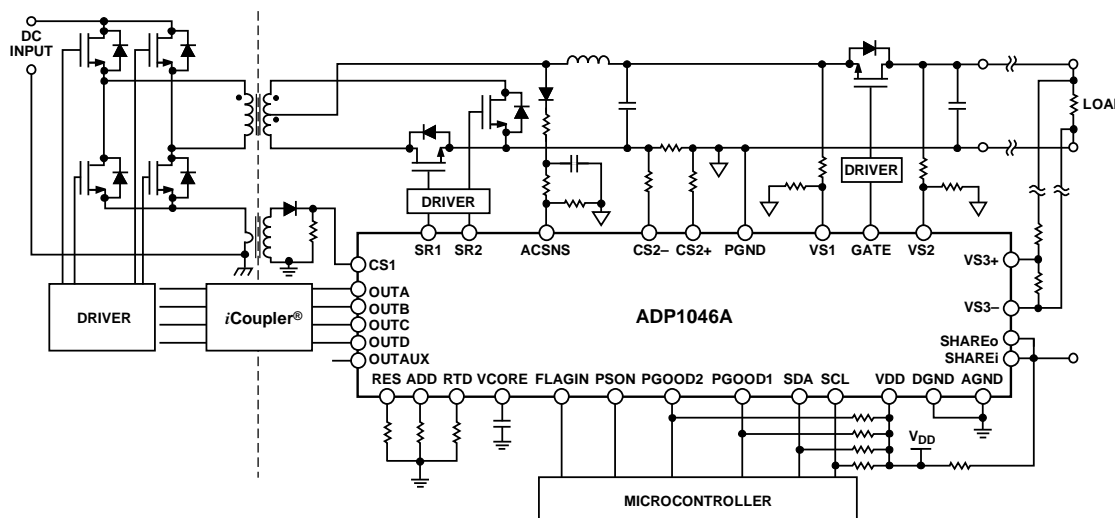 DC
INPUT
LOAD
DRIVER
DRIVER
SR1 SR2 ACSNS CS2– CS2+ PGND VS1 GATE VS2
CS1
VS3+
OUTA
OUTB
OUTC
OUTD
OUTAUX
DRIVER
iCoupler®
ADP1046A
VS3–
SHAREo
SHAREi
RES ADD RTD VCORE FLAGIN PSON PGOOD2 PGOOD1 SDA SCL VDD DGND AGND
VDD
MICROCONTROLLER